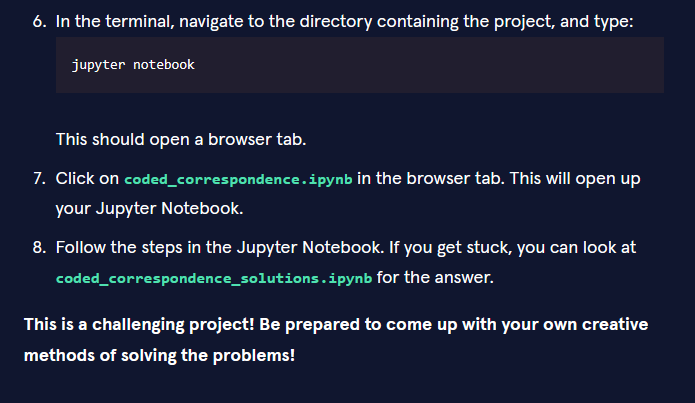 6. In the terminal, navigate to the directory containing the project, and type:
jupyter notebook
This should open a browser tab.
7. Click on coded_correspondence.ipynb in the browser tab. This will open up
your Jupyter Notebook.
8. Follow the steps in the Jupyter Notebook. If you get stuck, you can look at
coded_correspondence_solutions.ipynb for the answer.
This is a challenging project! Be prepared to come up with your own creative
methods of solving the problems!